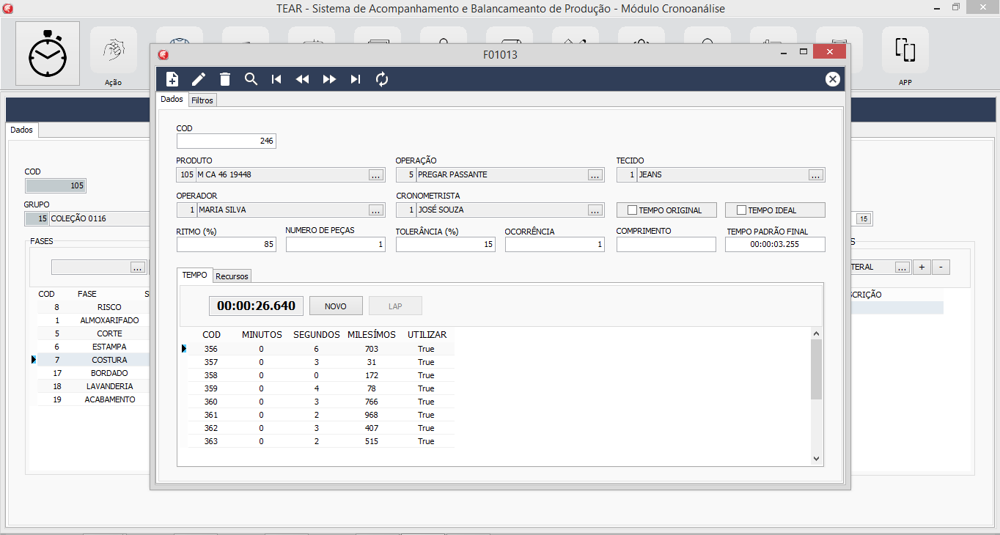 TEAR - Sistema de Acompanhamento e Balancameanto de Produção - Módulo Cronoanálise
Ação
APP
F01013
Dados
COD
105
GRUPO
15 COLEÇÃO 0116
FASES
...
COD FASE
8 RISCO
1 ALMOXARIFADO
5 CORTE
6 ESTAMPA
7 COSTURA
17 BORDADO
18 LAVANDERIA
19 ACABAMENTO
Dados Filtros
COD
246
PRODUTO OPERAÇÃO TECIDO
105 M CA 46 19448 ... 5 PREGAR PASSANTE ... 1 JEANS ...
OPERADOR CRONOMETRISTA
1 MARIA SILVA ... 1 JOSÉ SOUZA ... TEMPO ORIGINAL TEMPO IDEAL
RITMO (%) NUMERO DE PEÇAS TOLERÂNCIA (%) OCORRÊNCIA COMPRIMENTO TEMPO PADRÃO FINAL
85 1 15 1 00:00:03.255
TEMPO Recursos
00:00:26.640 NOVO LAP
COD MINUTOS SEGUNDOS MILESÍMOS UTILIZAR
356 0 6 703 True
357 0 3 31 True
358 0 0 172 True
359 0 4 78 True
360 0 3 766 True
361 0 2 968 True
362 0 3 407 True
363 0 2 515 True
15
TERAL ... + -
SCRIÇÃO